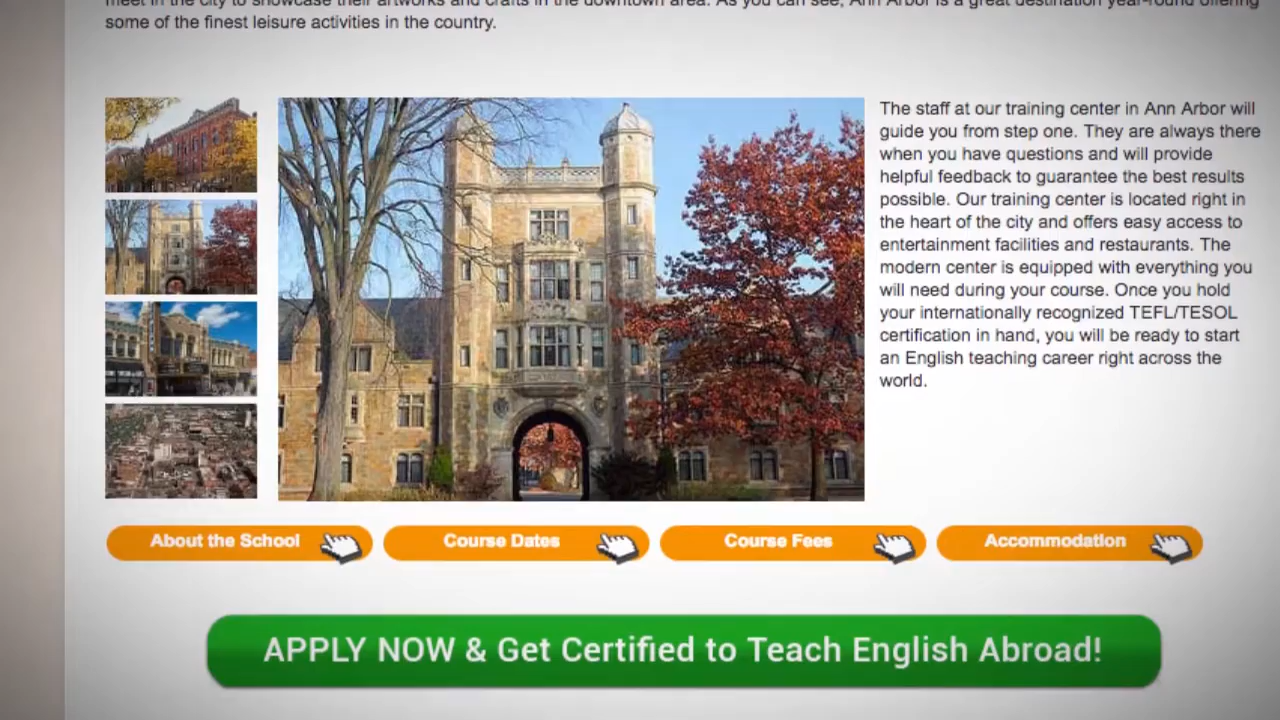 meet in the city to showcase their artworks and crafts in the downtown area. As you can see, Ann Arbor is a great destination year-round offering
some of the finest leisure activities in the country.
The staff at our training center in Ann Arbor will
guide you from step one. They are always there
when you have questions and will provide
helpful feedback to guarantee the best results
possible. Our training center is located right in
the heart of the city and offers easy access to
entertainment facilities and restaurants. The
modern center is equipped with everything you
will need during your course. Once you hold
your internationally recognized TEFL/TESOL
certification in hand, you will be ready to start
an English teaching career right across the
world.
About the School
Course Dates
Course Fees
Accommodation
APPLY NOW & Get Certified to Teach English Abroad!